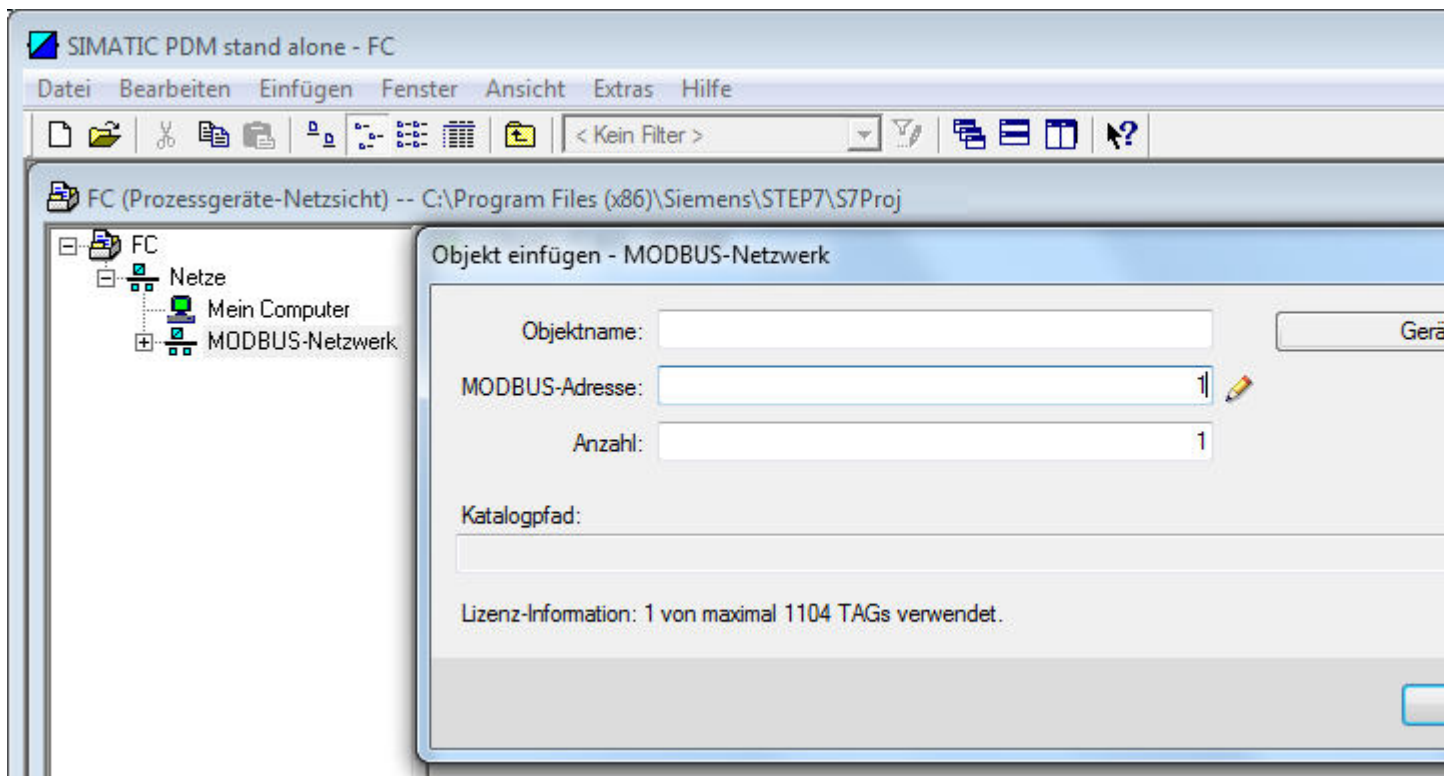 SIMATIC PDM stand alone - FC
Datei Bearbeiten Einfügen Fenster Ansicht Extras Hilfe
< Kein Filter >
FC (Prozessgeräte-Netzsicht) -- C:\Program Files (x86)\Siemens\STEP7\S7Proj
FC
Netze
Mein Computer
MODBUS-Netzwerk
Objekt einfügen - MODBUS-Netzwerk
Objektname:
Gerä
MODBUS-Adresse: 1
Anzahl: 1
Katalogpfad:
Lizenz-Information: 1 von maximal 1104 TAGs verwendet.